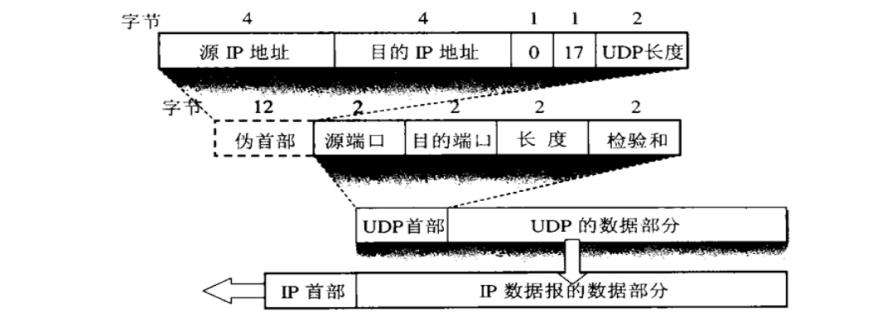 字节 4 4 1 1 2
源 IP 地址 目的 IP 地址 0 17 UDP长度
字节 12 2 2 2 2
伪首部 源端口 目的端口 长 度 检验和
UDP首部 UDP 的数据部分
IP 首部 IP 数据报的数据部分